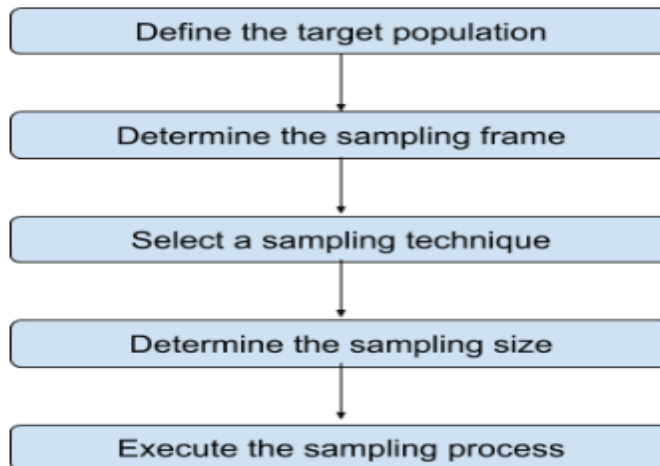 Define the target population
Determine the sampling frame
Select a sampling technique
Determine the sampling size
Execute the sampling process